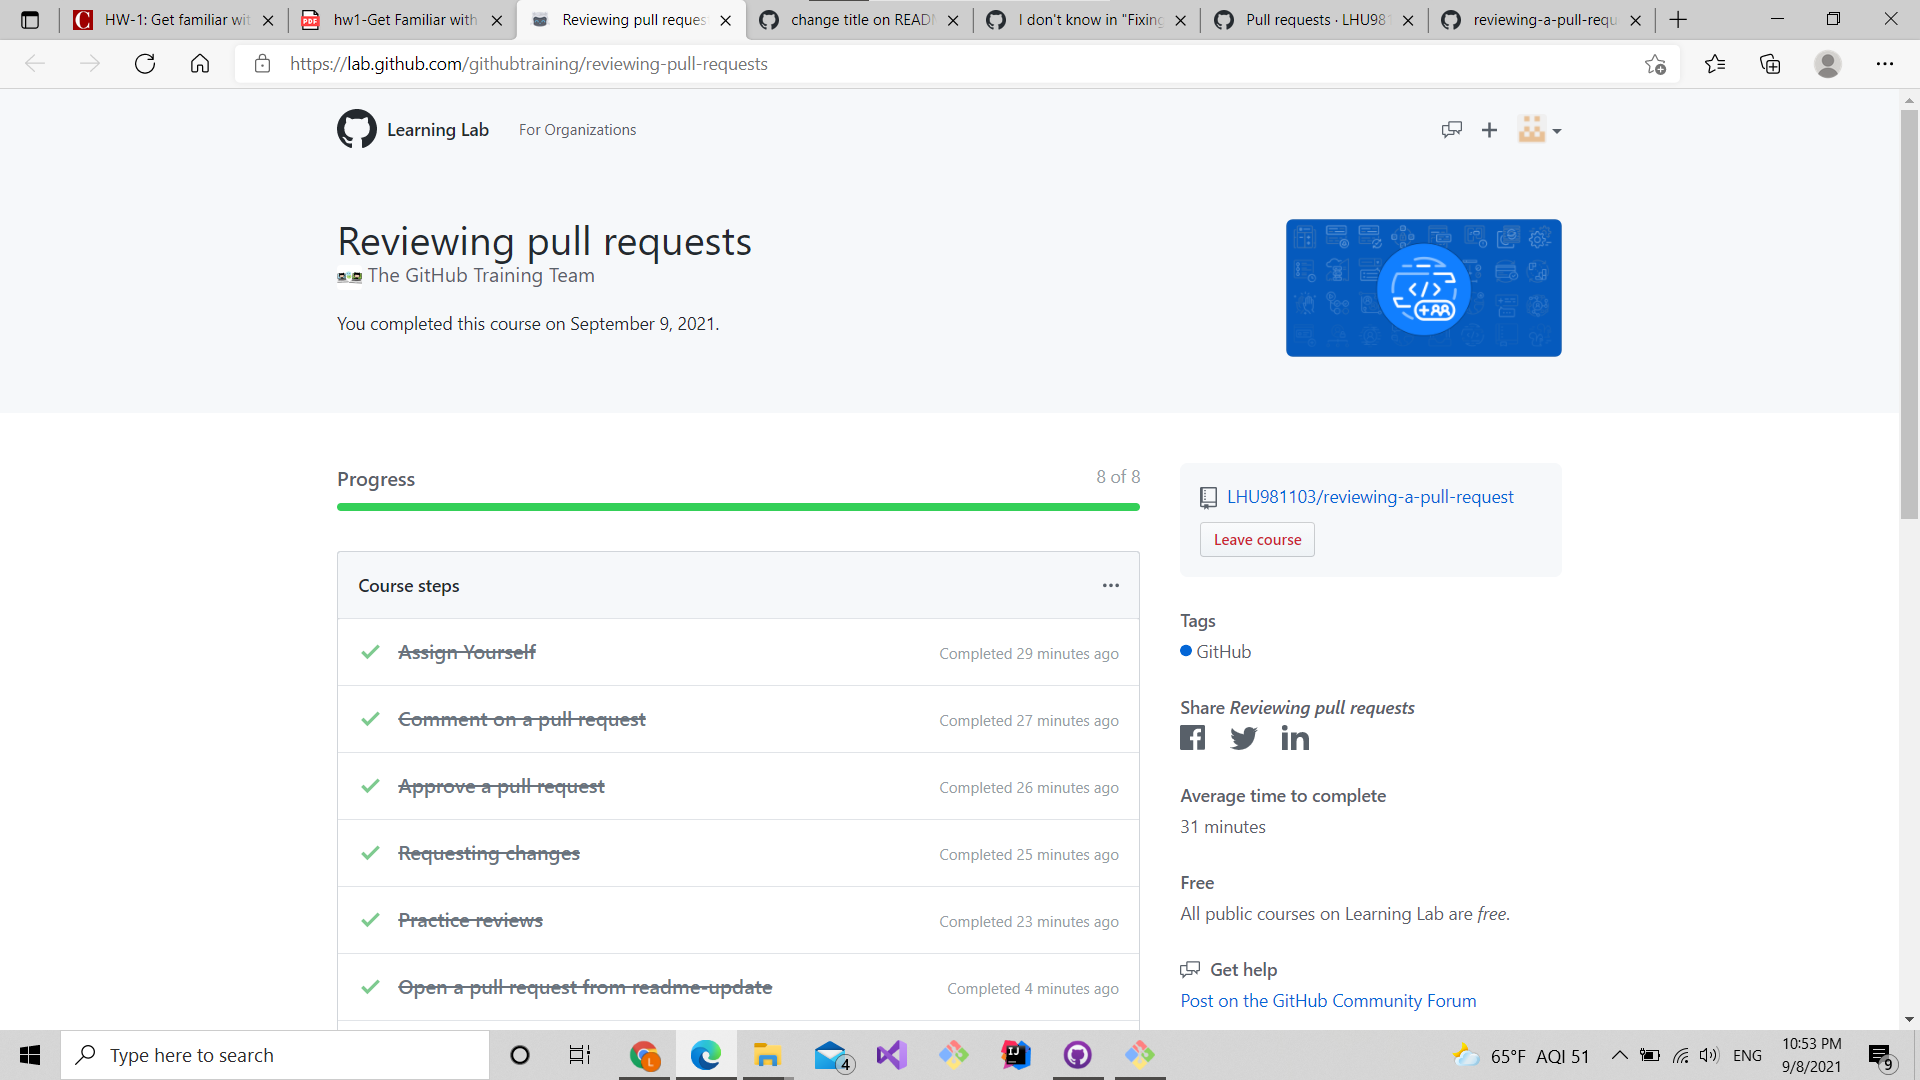 HW-1: Get familiar wit
hw1-Get Familiar with
Reviewing pull reques
change title on READ
I don't know in "Fixing
Pull requests · LHU981
reviewing-a-pull-requ
https://lab.github.com/githubtraining/reviewing-pull-requests
Learning Lab
For Organizations
Reviewing pull requests
The GitHub Training Team
You completed this course on September 9, 2021.
Progress
8 of 8
LHU981103/reviewing-a-pull-request
Leave course
Course steps
Assign Yourself
Completed 29 minutes ago
Comment on a pull request
Completed 27 minutes ago
Approve a pull request
Completed 26 minutes ago
Requesting changes
Completed 25 minutes ago
Practice reviews
Completed 23 minutes ago
Open a pull request from readme-update
Completed 4 minutes ago
Tags
GitHub
Share Reviewing pull requests
Average time to complete
31 minutes
Free
All public courses on Learning Lab are free.
Get help
Post on the GitHub Community Forum
Type here to search
L
4
65°F AQI 51
ENG
10:53 PM
9/8/2021
9